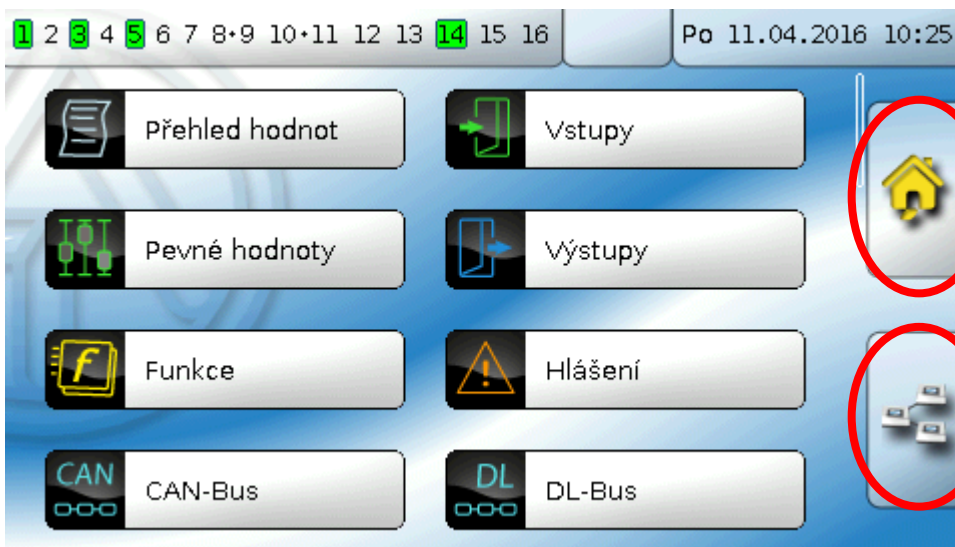 1 2 3 4 5 6 7 8•9 10•11 12 13 14 15 16 Po 11.04.2016 10:25
Přehled hodnot Vstupy
Pevné hodnoty Výstupy
f Funkce Hlášení
CAN CAN-Bus DL DL-Bus